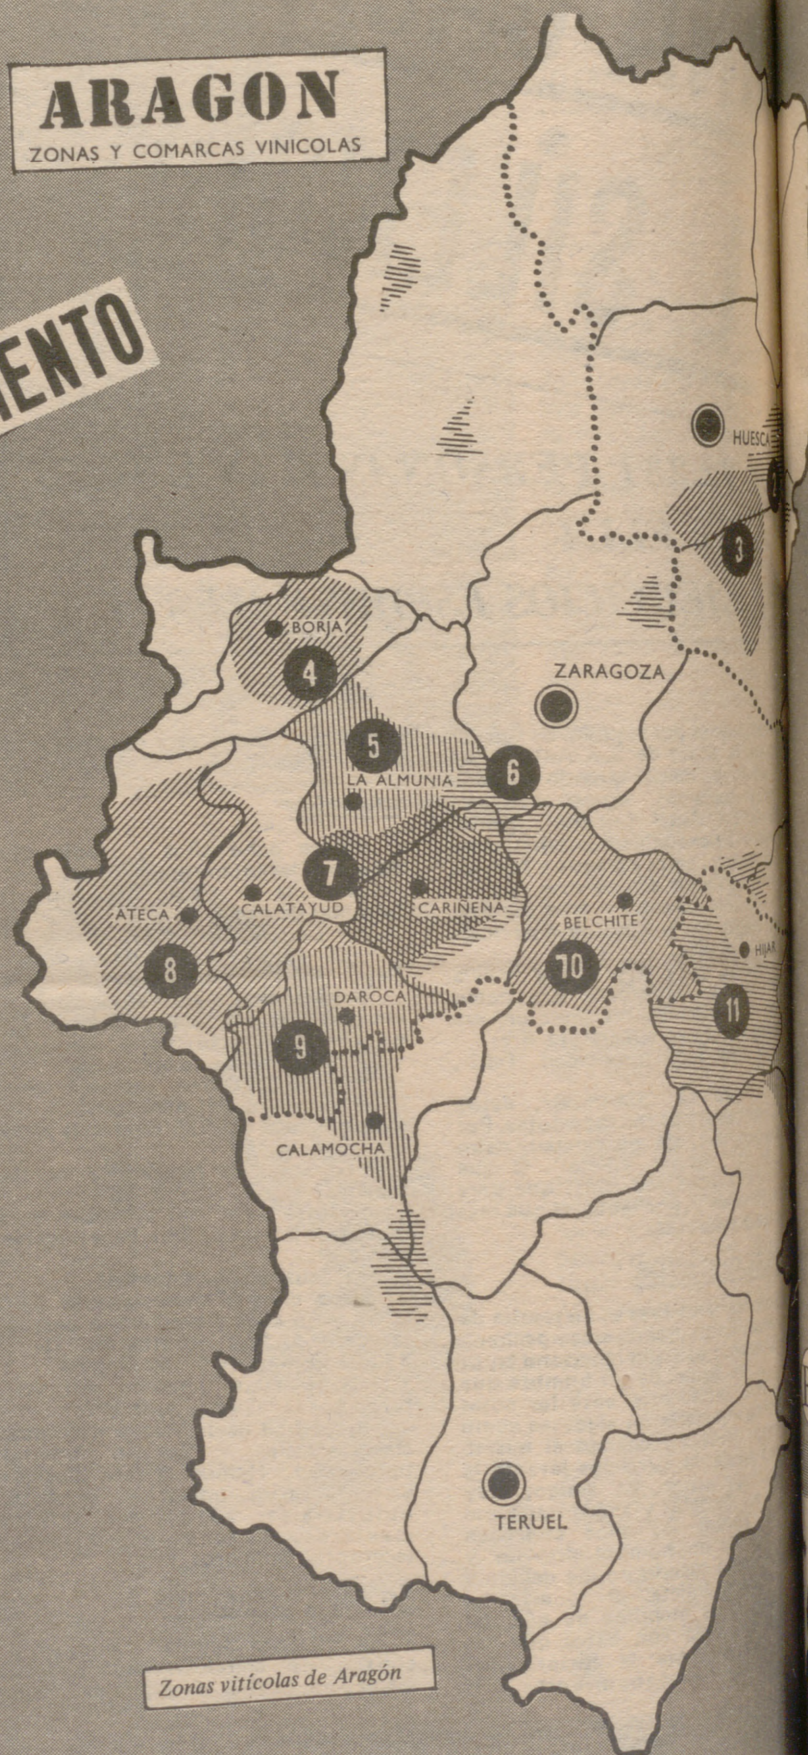 ARAGON
ZONAS Y COMARCAS VINICOLAS
IENTO
HUESCA
3
BORJA
4
ZARAGOZA
5
LA ALMUNIA
6
7
ATECA
CALATAYUD
CARIÑENA
BELCHITE
HIJAR
8
10
DAROCA
11
9
CALAMOCHA
TERUEL
Zonas vitícolas de Aragón